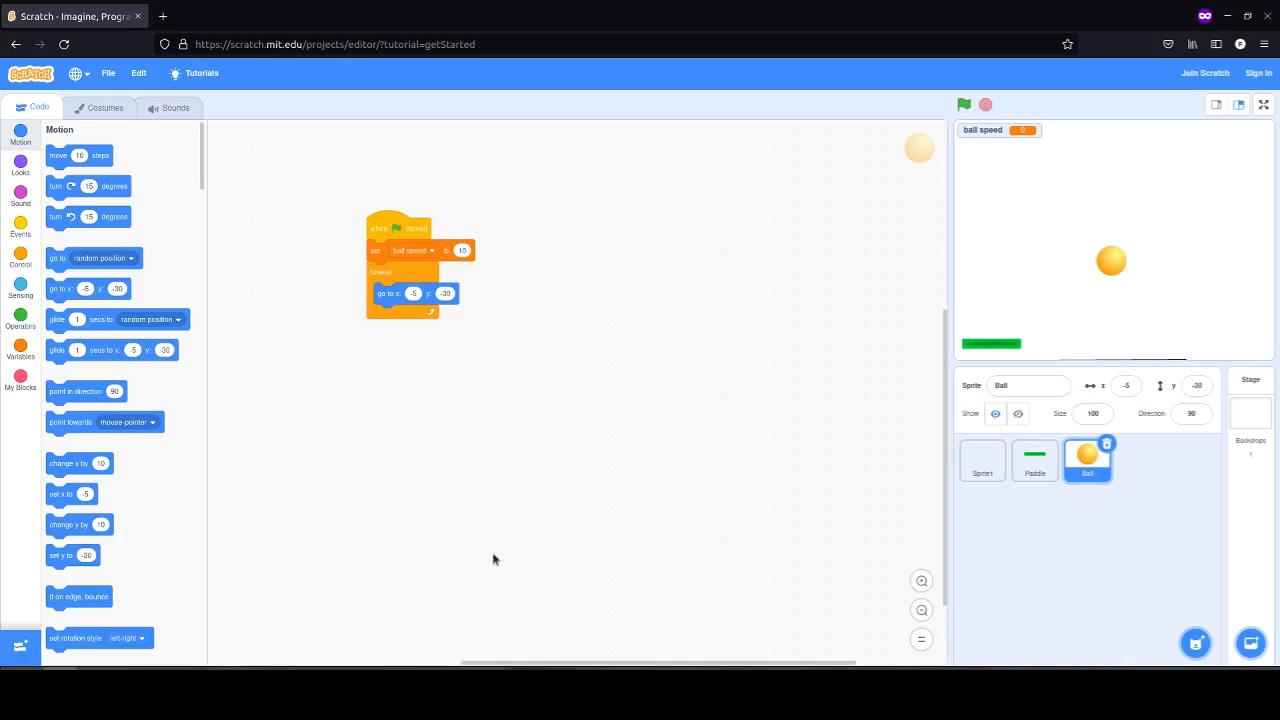 Scratch - Imagine, Progra
https://scratch.mit.edu/projects/editor/?tutorial=getStarted
F
SCRATCH
File
Edit
Tutorials
Join Scratch
Sign in
Code
Costumes
Sounds
Motion
Looks
Sound
Events
Control
Sensing
Operators
Variables
My Blocks
Motion
move 10 steps
turn 15 degrees
turn 15 degrees
go to random position
go to x: -5 y: -30
glide 1 secs to random position
glide 1 secs to x: -5 y: -30
point in direction 90
point towards mouse-pointer
change x by 10
set x to -5
change y by 10
set y to -30
if on edge, bounce
set rotation style left-right
when clicked
set ball speed to 10
forever
go to x: -5 y: -30
ball speed 0
Sprite Ball x -5 y -30
Show Size 100 Direction 90
Sprite1
Paddle
Ball
Stage
Backdrops
1